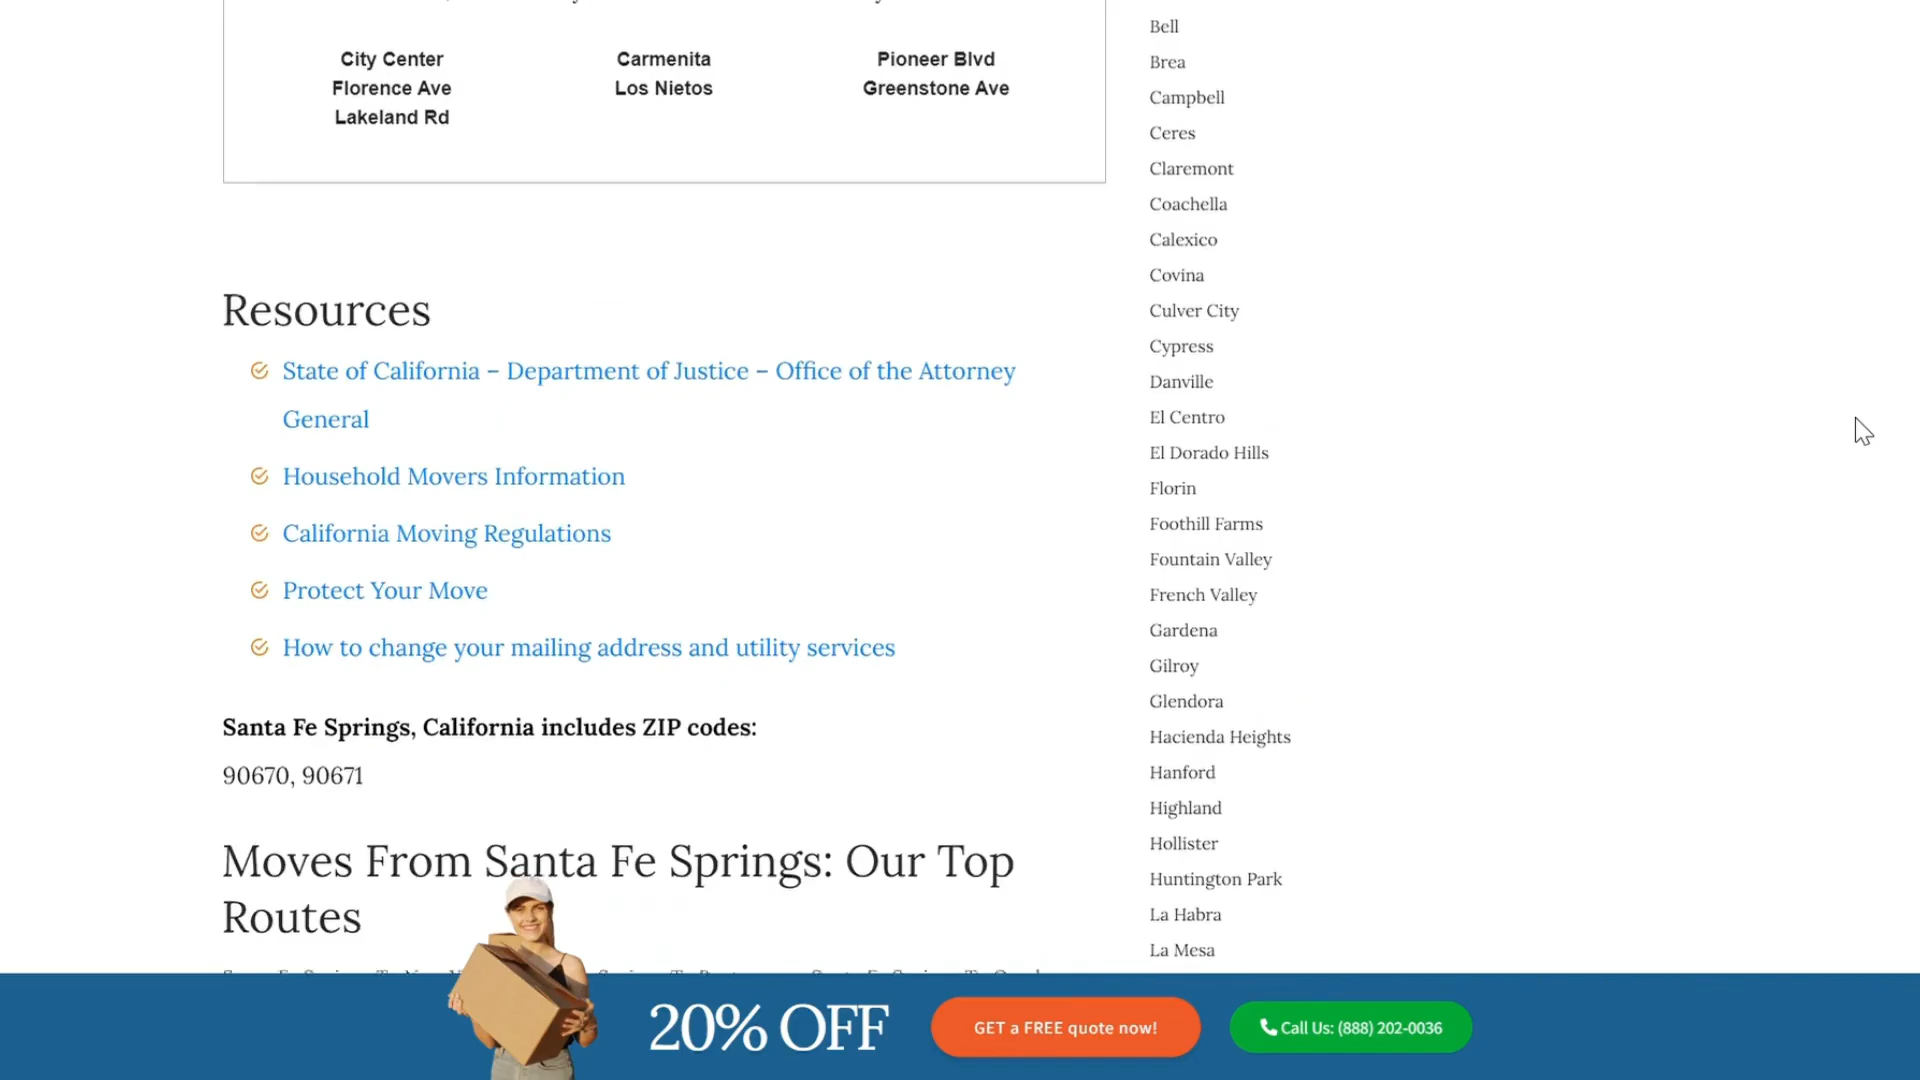 City Center
Florence Ave
Lakeland Rd
Carmenita
Los Nietos
Pioneer Blvd
Greenstone Ave
Resources
State of California – Department of Justice – Office of the Attorney
General
Household Movers Information
California Moving Regulations
Protect Your Move
How to change your mailing address and utility services
Santa Fe Springs, California includes ZIP codes:
90670, 90671
Moves From Santa Fe Springs: Our Top
Routes
Bell
Brea
Campbell
Ceres
Claremont
Coachella
Calexico
Covina
Culver City
Cypress
Danville
El Centro
El Dorado Hills
Florin
Foothill Farms
Fountain Valley
French Valley
Gardena
Gilroy
Glendora
Hacienda Heights
Hanford
Highland
Hollister
Huntington Park
La Habra
La Mesa
20% OFF
GET a FREE quote now!
Call Us: (888) 202-0036